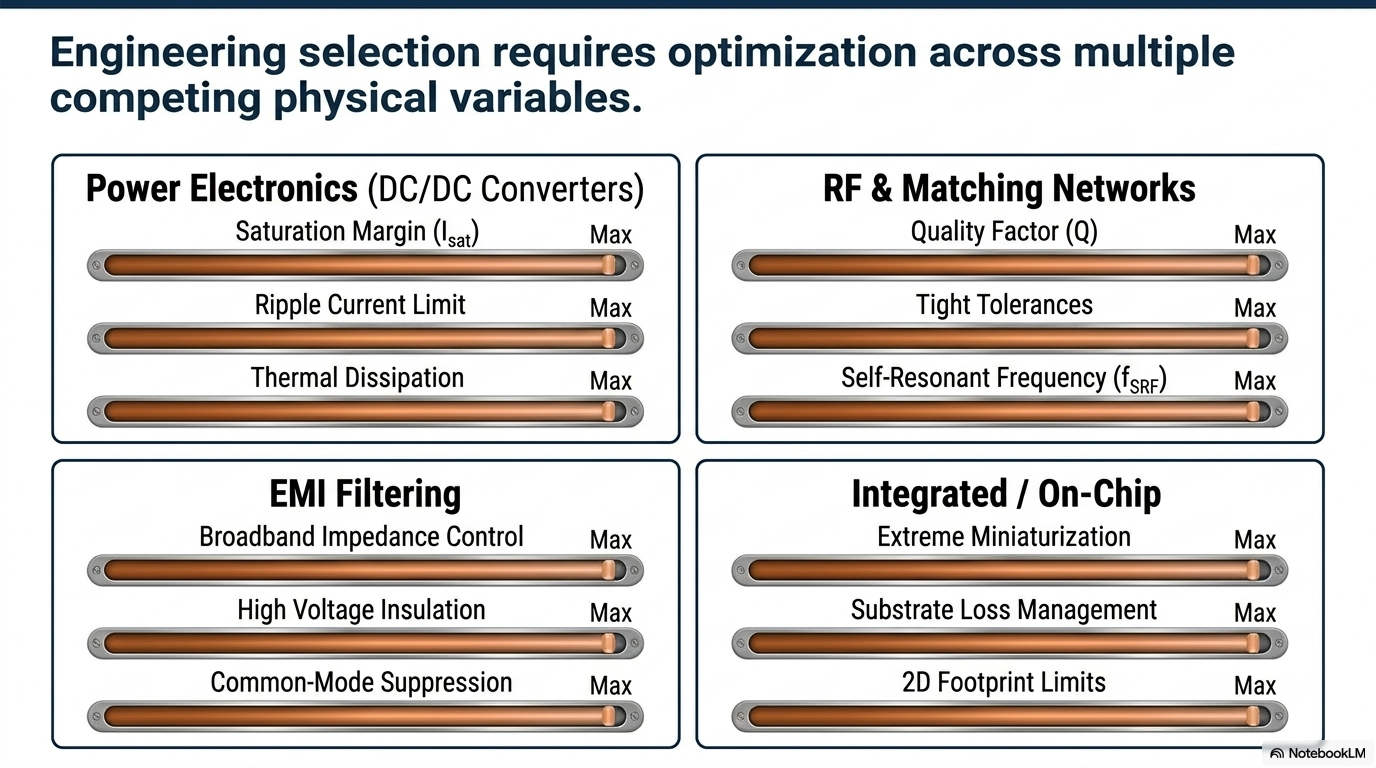 Engineering selection requires optimization across multiple
competing physical variables.
Power Electronics (DC/DC Converters)
Saturation Margin (Isat) Max
Ripple Current Limit Max
Thermal Dissipation Max
RF & Matching Networks
Quality Factor (Q) Max
Tight Tolerances Max
Self-Resonant Frequency (fSRF) Max
EMI Filtering
Broadband Impedance Control Max
High Voltage Insulation Max
Common-Mode Suppression Max
Integrated / On-Chip
Extreme Miniaturization Max
Substrate Loss Management Max
2D Footprint Limits Max
NotebookLM